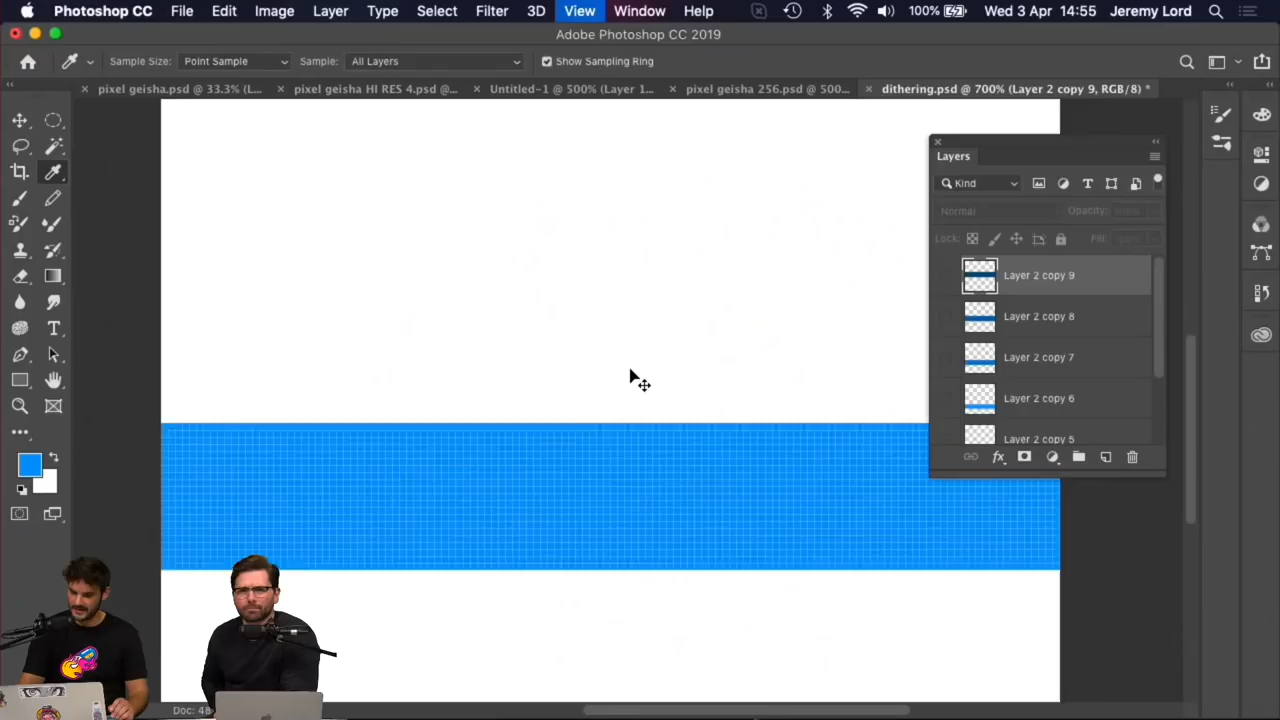 Photoshop CC File Edit Image Layer Type Select Filter 3D View Window Help 100% Wed 3 Apr 14:55 Jeremy Lord
Adobe Photoshop CC 2019
Sample Size: Point Sample Sample: All Layers Show Sampling Ring
pixel geisha.psd @ 33.3% (L... pixel geisha HI RES 4.psd @... Untitled-1 @ 500% (Layer 1... pixel geisha 256.psd @ 500... dithering.psd @ 700% (Layer 2 copy 9, RGB/8) *
Layers
Kind
Normal Opacity:
Lock: Fill:
Layer 2 copy 9
Layer 2 copy 8
Layer 2 copy 7
Layer 2 copy 6
Layer 2 copy 5
Doc: 48